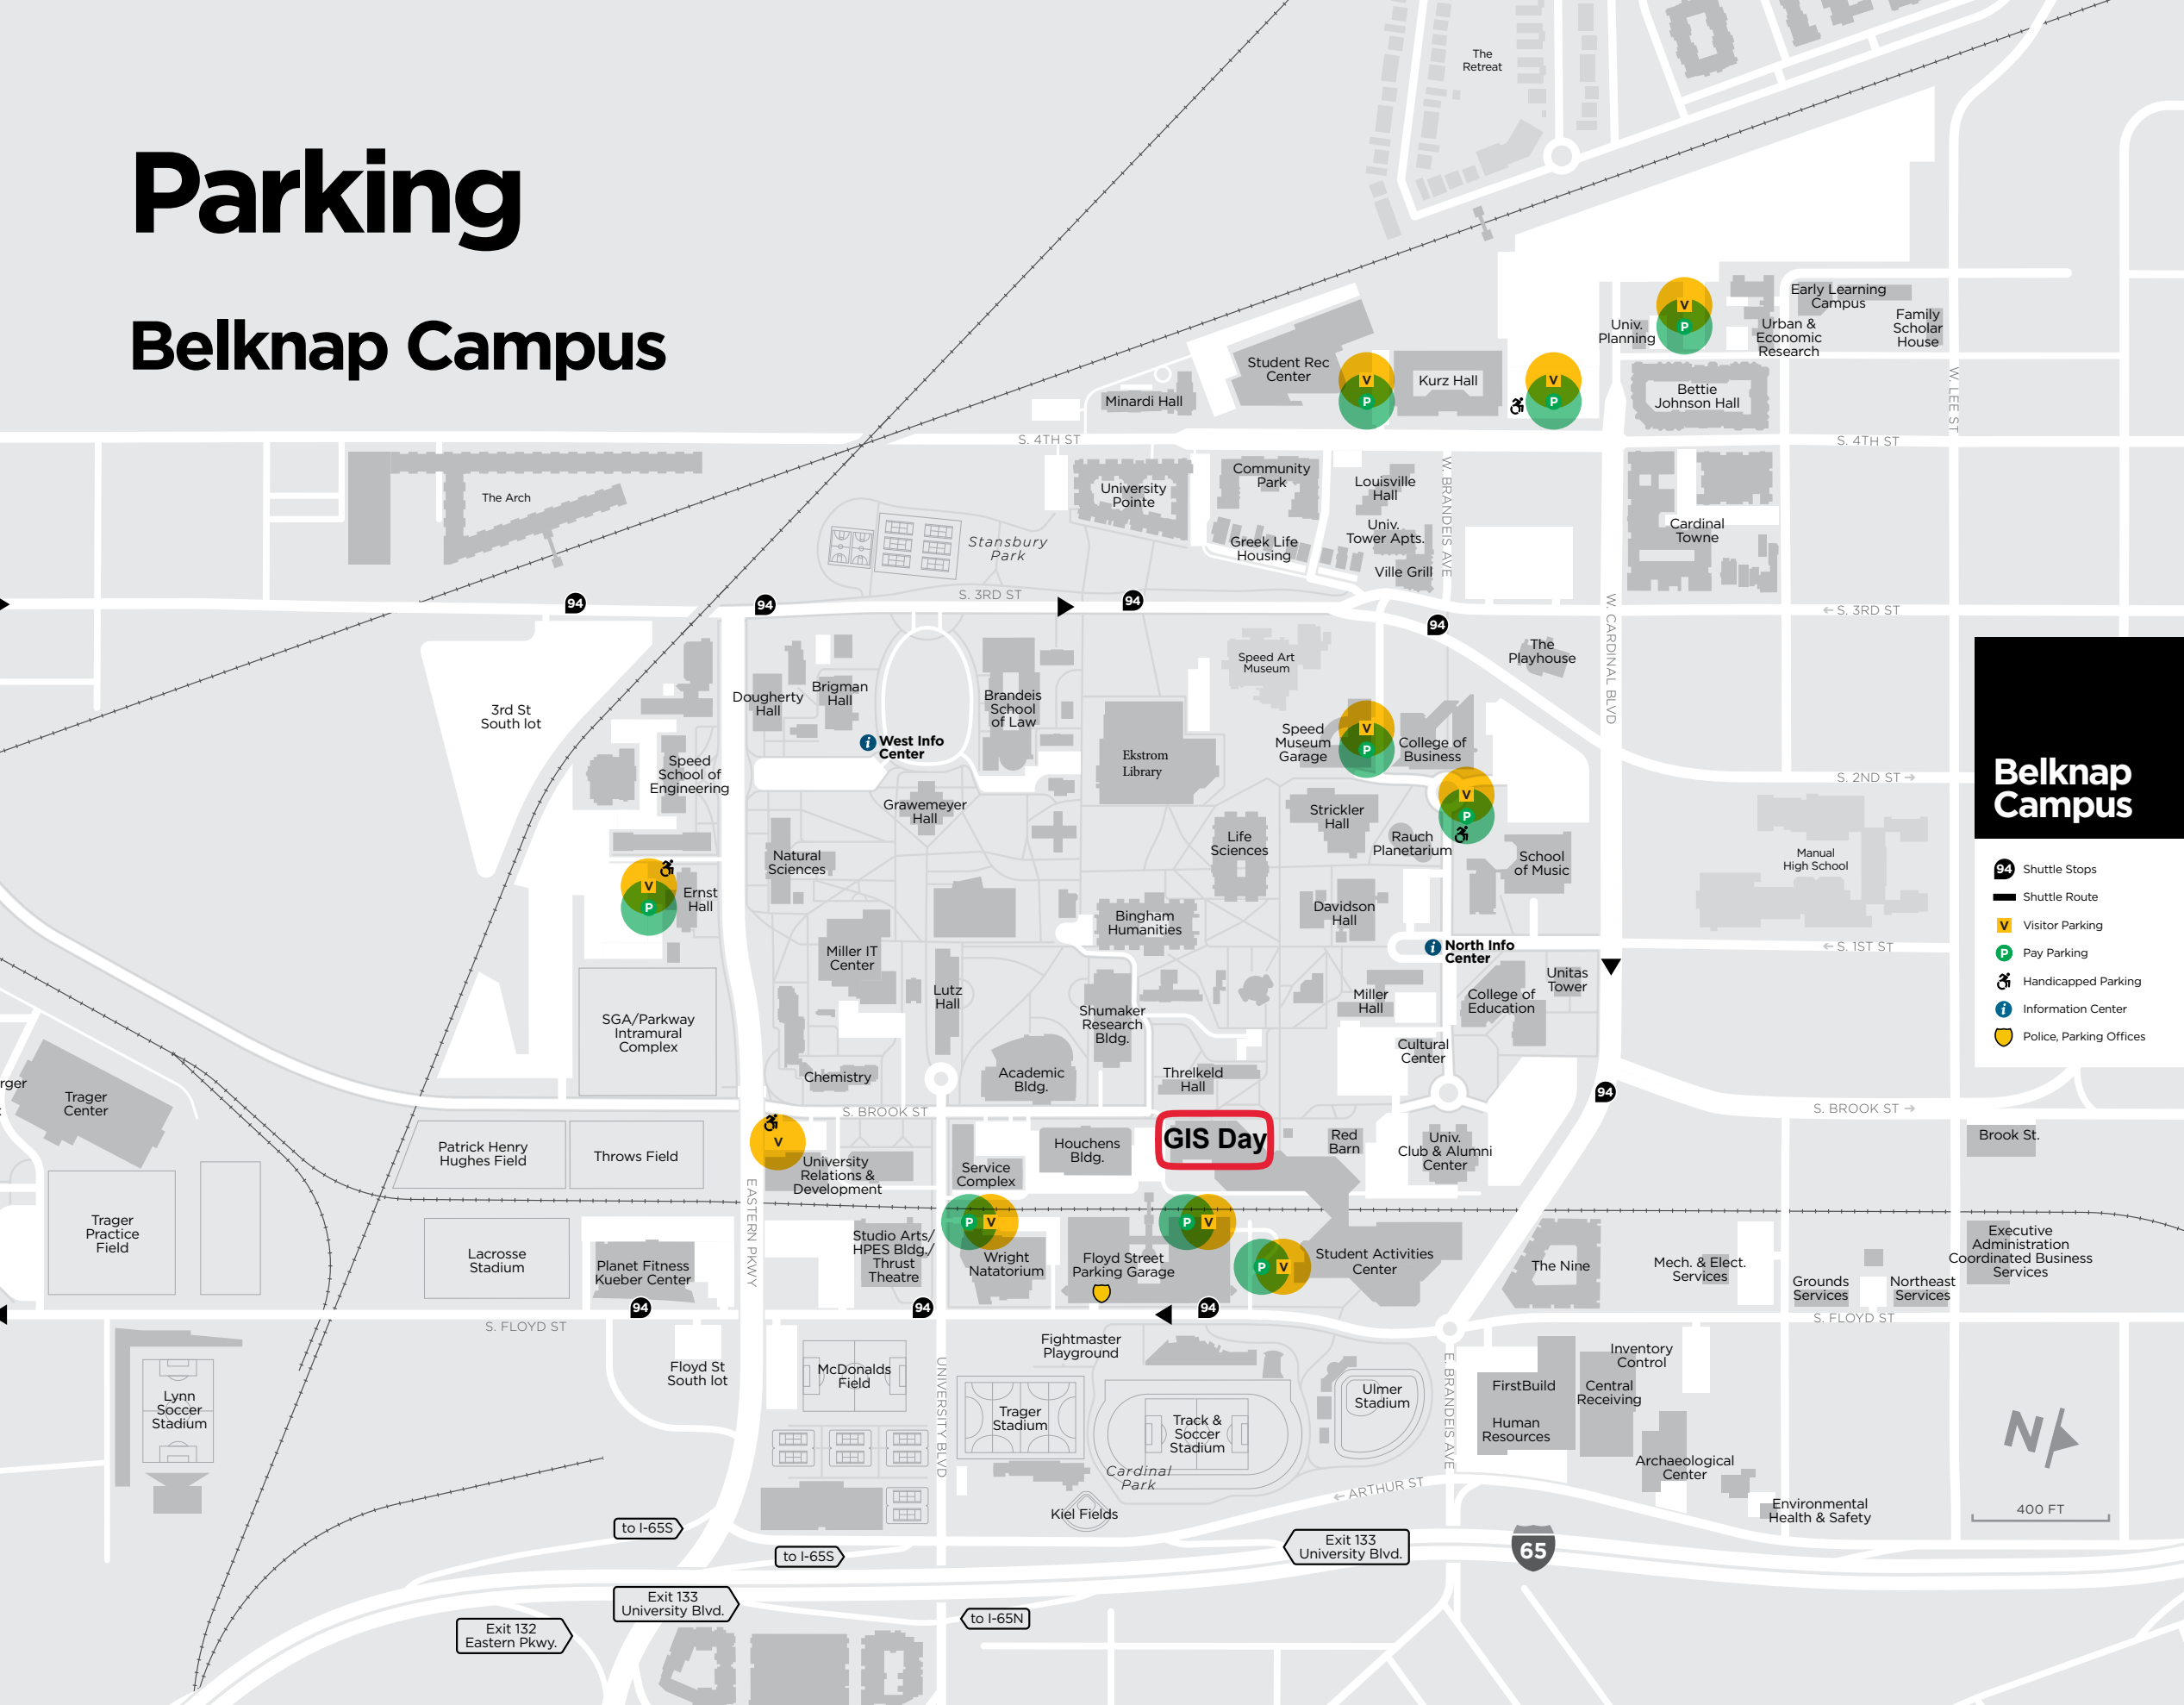 Parking
Belknap Campus
The
Retreat
Early Learning
Campus
Family
Scholar
House
Univ.
Planning
V
P
Urban &
Economic
Research
Student Rec
Center
V
P
Kurz Hall
V
P
Bettie
Johnson Hall
W. LEE ST
Minardi Hall
S. 4TH ST
S. 4TH ST
The Arch
University
Pointe
Community
Park
Louisville
Hall
W. BRANDEIS AVE
Univ.
Tower Apts.
Cardinal
Towne
Stansbury
Park
Greek Life
Housing
Ville Grill
94
94
S. 3RD ST
94
94
W. CARDINAL BLVD
← S. 3RD ST
The
Playhouse
Speed Art
Museum
3rd St
South lot
Dougherty
Hall
Brigman
Hall
Brandeis
School
of Law
i West Info
Center
Speed
Museum
Garage
V
P
College of
Business
Ekstrom
Library
S. 2ND ST →
Belknap
Campus
Speed
School of
Engineering
Grawemeyer
Hall
V
P
Strickler
Hall
Life
Sciences
Rauch
Planetarium
School
of Music
Manual
High School
Natural
Sciences
94 Shuttle Stops
Shuttle Route
V Visitor Parking
P Pay Parking
Handicapped Parking
i Information Center
Police, Parking Offices
V
P
Ernst
Hall
Davidson
Hall
Bingham
Humanities
i North Info
Center
← S. 1ST ST
Miller IT
Center
Lutz
Hall
Unitas
Tower
Miller
Hall
College of
Education
Shumaker
Research
Bldg.
SGA/Parkway
Intramural
Complex
Cultural
Center
Chemistry
Academic
Bldg.
Threlkeld
Hall
rger
Trager
Center
94
S. BROOK ST
S. BROOK ST →
Brook St.
V
GIS Day
Patrick Henry
Hughes Field
Throws Field
Houchens
Bldg.
Red
Barn
Univ.
Club & Alumni
Center
University
Relations &
Development
Service
Complex
EASTERN PKWY
Trager
Practice
Field
P V
P V
Lacrosse
Stadium
Studio Arts/
HPES Bldg./
Thrust
Theatre
Wright
Natatorium
Floyd Street
Parking Garage
P V
Student Activities
Center
The Nine
Mech. & Elect.
Services
Executive
Administration
Coordinated Business
Services
Planet Fitness
Kueber Center
Grounds
Services
Northeast
Services
94
94
94
S. FLOYD ST
S. FLOYD ST
Fightmaster
Playground
Floyd St
South lot
McDonalds
Field
UNIVERSITY BLVD
E. BRANDEIS AVE
Inventory
Control
FirstBuild
Central
Receiving
Lynn
Soccer
Stadium
Trager
Stadium
Track &
Soccer
Stadium
Ulmer
Stadium
Human
Resources
N
Cardinal
Park
Archaeological
Center
← ARTHUR ST
Kiel Fields
Environmental
Health & Safety
400 FT
to I-65S
to I-65S
Exit 133
University Blvd.
65
Exit 133
University Blvd.
to I-65N
Exit 132
Eastern Pkwy.